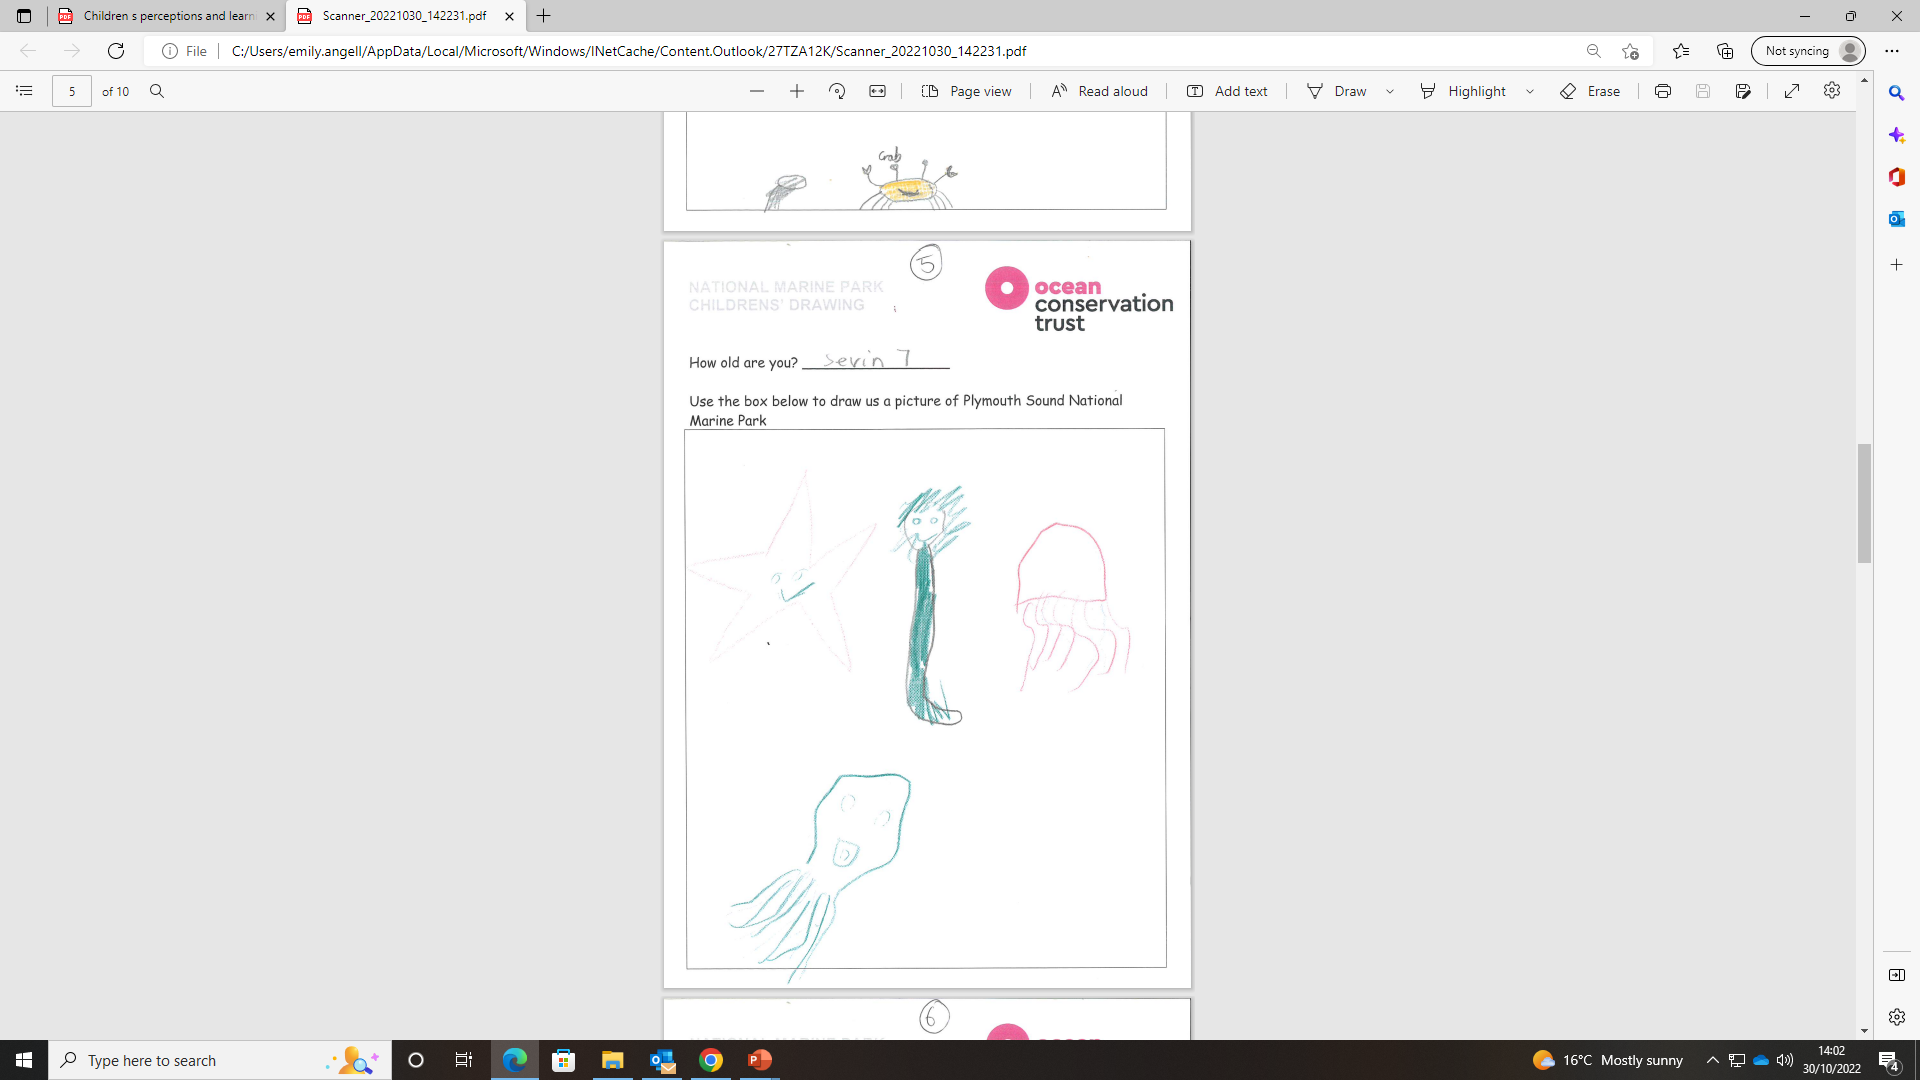 Children s perceptions and learn
Scanner_20221030_142231.pdf
File
C:/Users/emily.angell/AppData/Local/Microsoft/Windows/INetCache/Content.Outlook/27TZA12K/Scanner_20221030_142231.pdf
Not syncing
5 of 10
Page view
Read aloud
Add text
Draw
Highlight
Erase
Crab
5
NATIONAL MARINE PARK
CHILDRENS' DRAWING
ocean
conservation
trust
How old are you? sevin 7
Use the box below to draw us a picture of Plymouth Sound National
Marine Park
6
Type here to search
16°C Mostly sunny
14:02
30/10/2022
4